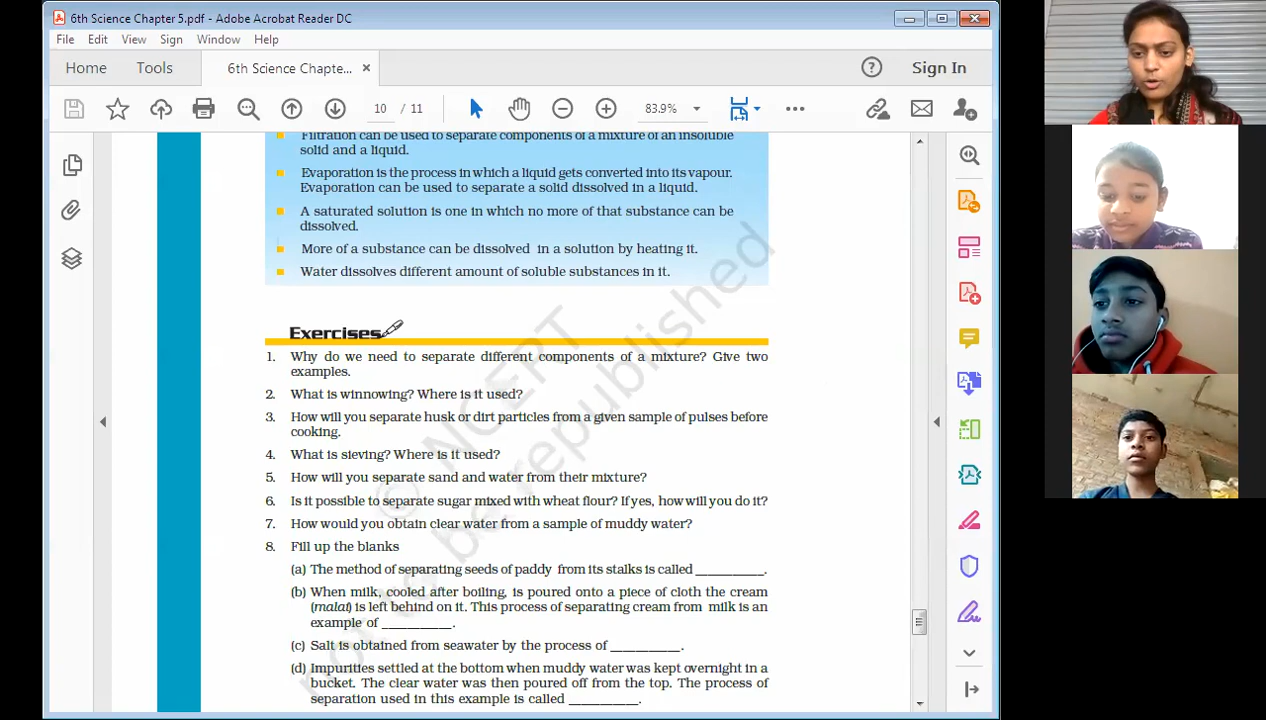 6th Science Chapter 5.pdf - Adobe Acrobat Reader DC
File Edit View Sign Window Help
Home Tools 6th Science Chapte... × Sign In
10 / 11 83.9%
Filtration can be used to separate components of a mixture of an insoluble
solid and a liquid.
Evaporation is the process in which a liquid gets converted into its vapour.
Evaporation can be used to separate a solid dissolved in a liquid.
A saturated solution is one in which no more of that substance can be
dissolved.
More of a substance can be dissolved in a solution by heating it.
Water dissolves different amount of soluble substances in it.
Exercises
1. Why do we need to separate different components of a mixture? Give two
examples.
2. What is winnowing? Where is it used?
3. How will you separate husk or dirt particles from a given sample of pulses before
cooking.
4. What is sieving? Where is it used?
5. How will you separate sand and water from their mixture?
6. Is it possible to separate sugar mixed with wheat flour? If yes, how will you do it?
7. How would you obtain clear water from a sample of muddy water?
8. Fill up the blanks
(a) The method of separating seeds of paddy from its stalks is called __________.
(b) When milk, cooled after boiling, is poured onto a piece of cloth the cream
(malai) is left behind on it. This process of separating cream from milk is an
example of __________.
(c) Salt is obtained from seawater by the process of __________.
(d) Impurities settled at the bottom when muddy water was kept overnight in a
bucket. The clear water was then poured off from the top. The process of
separation used in this example is called __________.
© NCERT
not to be republished